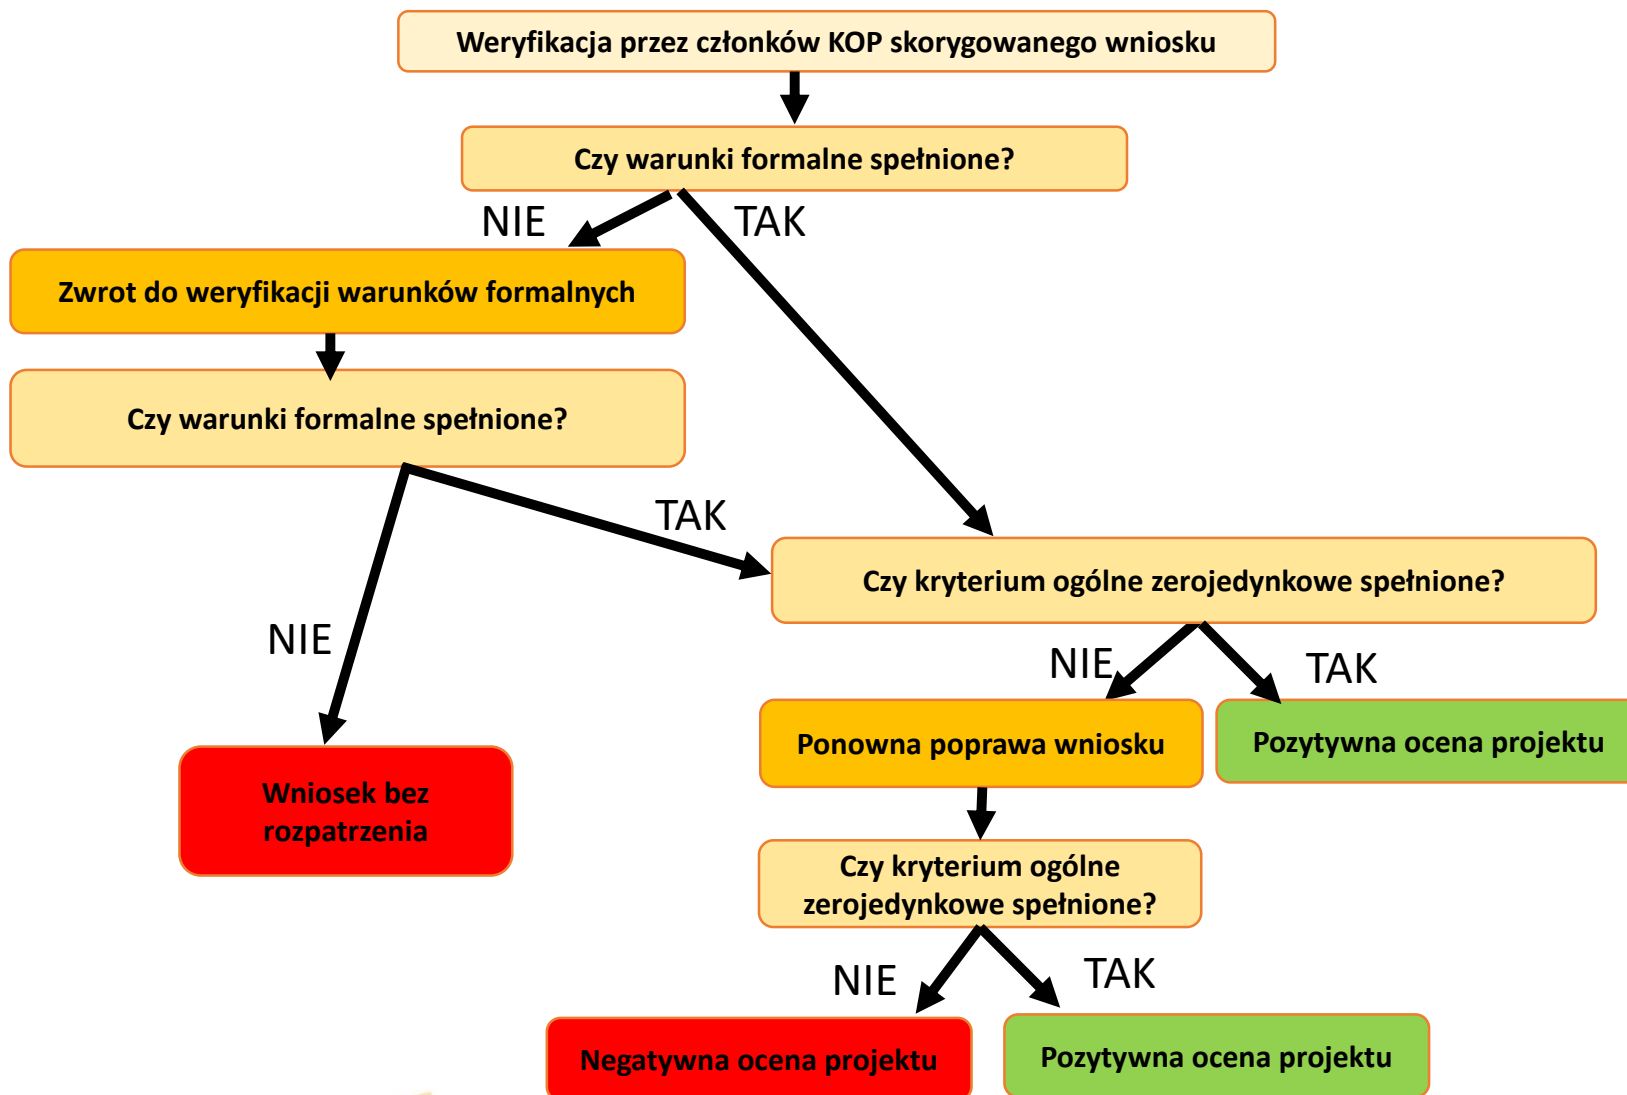 Weryfikacja przez członków KOP skorygowanego wniosku
Czy warunki formalne spełnione?
NIE
TAK
Zwrot do weryfikacji warunków formalnych
Czy warunki formalne spełnione?
TAK
NIE
Czy kryterium ogólne zerojedynkowe spełnione?
NIE
TAK
Ponowna poprawa wniosku
Pozytywna ocena projektu
Wniosek bez
rozpatrzenia
Czy kryterium ogólne
zerojedynkowe spełnione?
NIE
TAK
Negatywna ocena projektu
Pozytywna ocena projektu